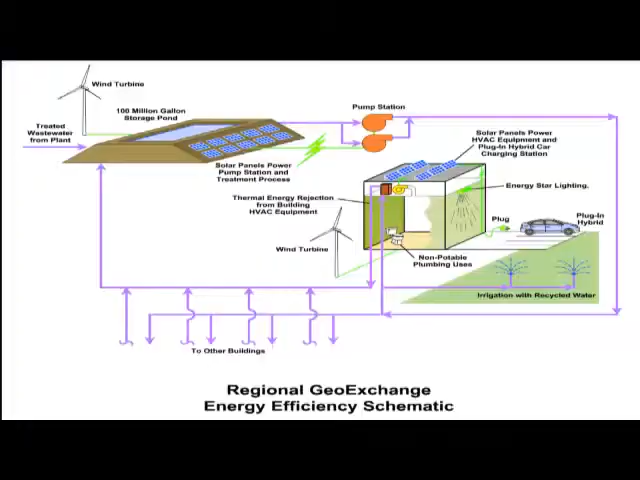 Wind Turbine
100 Million Gallon
Storage Pond
Pump Station
Treated
Wastewater
from Plant
Solar Panels Power
HVAC Equipment and
Plug-In Hybrid Car
Charging Station
Solar Panels Power
Pump Station and
Treatment Process
Energy Star Lighting.
Thermal Energy Rejection
from Building
HVAC Equipment
Plug
Plug-In
Hybrid
Wind Turbine
Non-Potable
Plumbing Uses
Irrigation with Recycled Water
To Other Buildings
Regional GeoExchange
Energy Efficiency Schematic